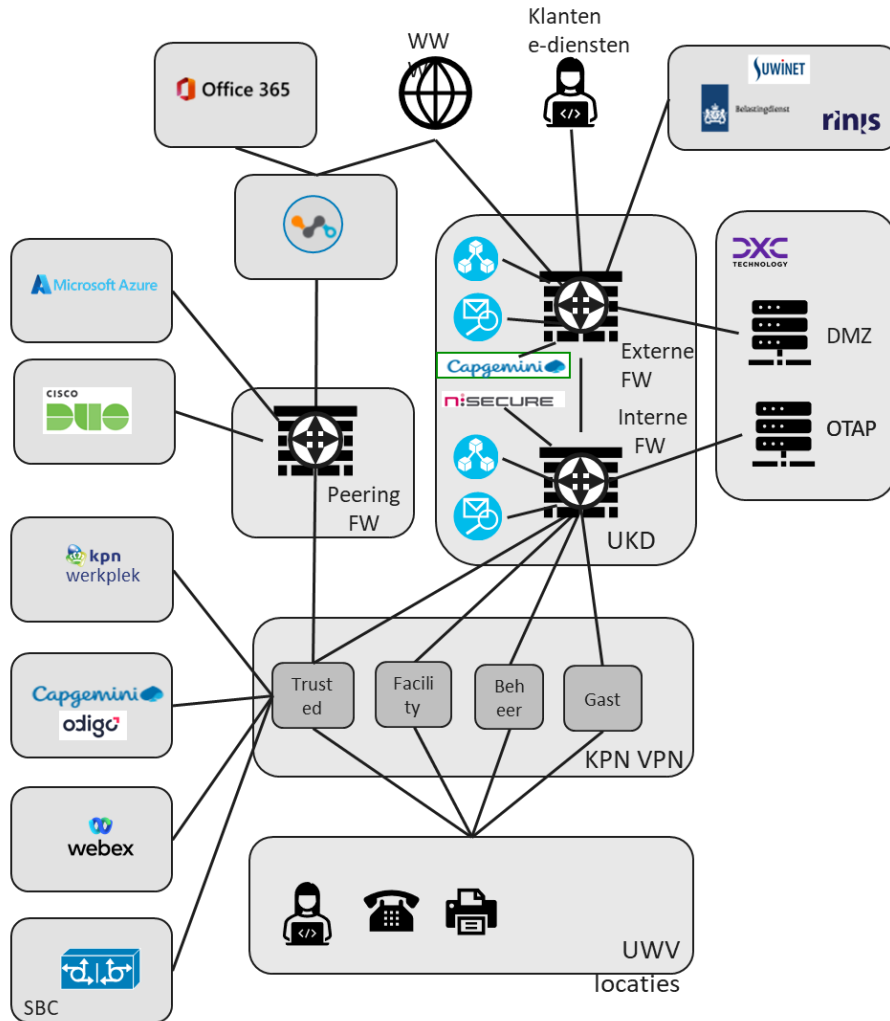 Klanten
e-diensten
WW
W
Office 365
SUWINET
Belastingdienst
rinis
Microsoft Azure
DXC
TECHNOLOGY
DMZ
Externe
FW
Capgemini
CISCO
DUO
nisecure
Interne
FW
OTAP
Peering
FW
UKD
kpn
werkplek
Trust
ed
Facili
ty
Beh
eer
Gast
Capgemini
odigo
KPN VPN
webex
</>
</>
UWV
locaties
SBC